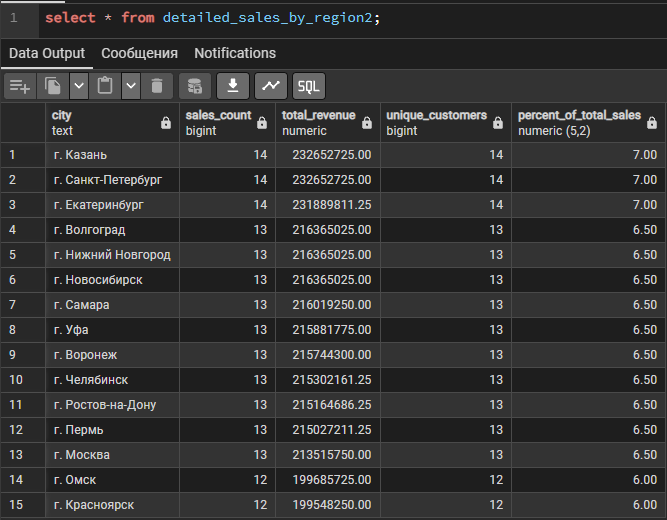 1 select * from detailed_sales_by_region2;
Data Output Сообщения Notifications
SQL
city sales_count total_revenue unique_customers percent_of_total_sales
text bigint numeric bigint numeric (5,2)
1 г. Казань 14 232652725.00 14 7.00
2 г. Санкт-Петербург 14 232652725.00 14 7.00
3 г. Екатеринбург 14 231889811.25 14 7.00
4 г. Волгоград 13 216365025.00 13 6.50
5 г. Нижний Новгород 13 216365025.00 13 6.50
6 г. Новосибирск 13 216365025.00 13 6.50
7 г. Самара 13 216019250.00 13 6.50
8 г. Уфа 13 215881775.00 13 6.50
9 г. Воронеж 13 215744300.00 13 6.50
10 г. Челябинск 13 215302161.25 13 6.50
11 г. Ростов-на-Дону 13 215164686.25 13 6.50
12 г. Пермь 13 215027211.25 13 6.50
13 г. Москва 13 213515750.00 13 6.50
14 г. Омск 12 199685725.00 12 6.00
15 г. Красноярск 12 199548250.00 12 6.00